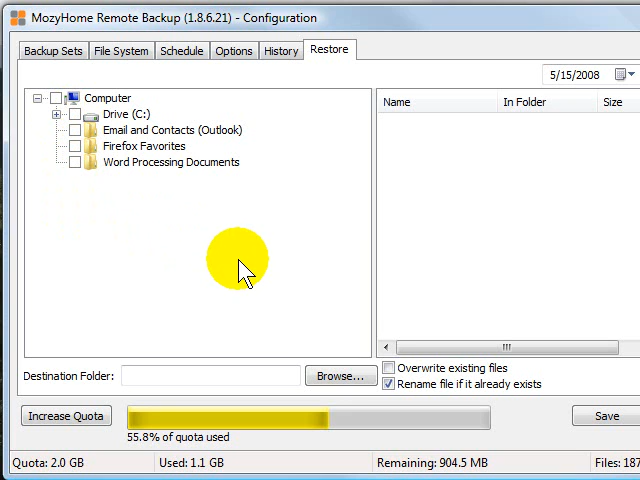 MozyHome Remote Backup (1.8.6.21) - Configuration
Backup Sets File System Schedule Options History Restore
5/15/2008
Computer
Drive (C:)
Email and Contacts (Outlook)
Firefox Favorites
Word Processing Documents
Name In Folder Size
Destination Folder: Browse...
Overwrite existing files
Rename file if it already exists
Increase Quota
55.8% of quota used
Save
Quota: 2.0 GB Used: 1.1 GB Remaining: 904.5 MB Files: 187